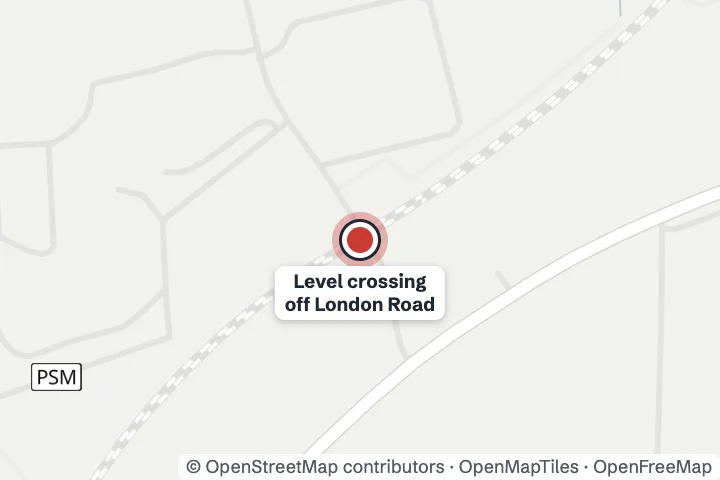 Level crossing
off London Road
PSM
© OpenStreetMap contributors · OpenMapTiles · OpenFreeMap